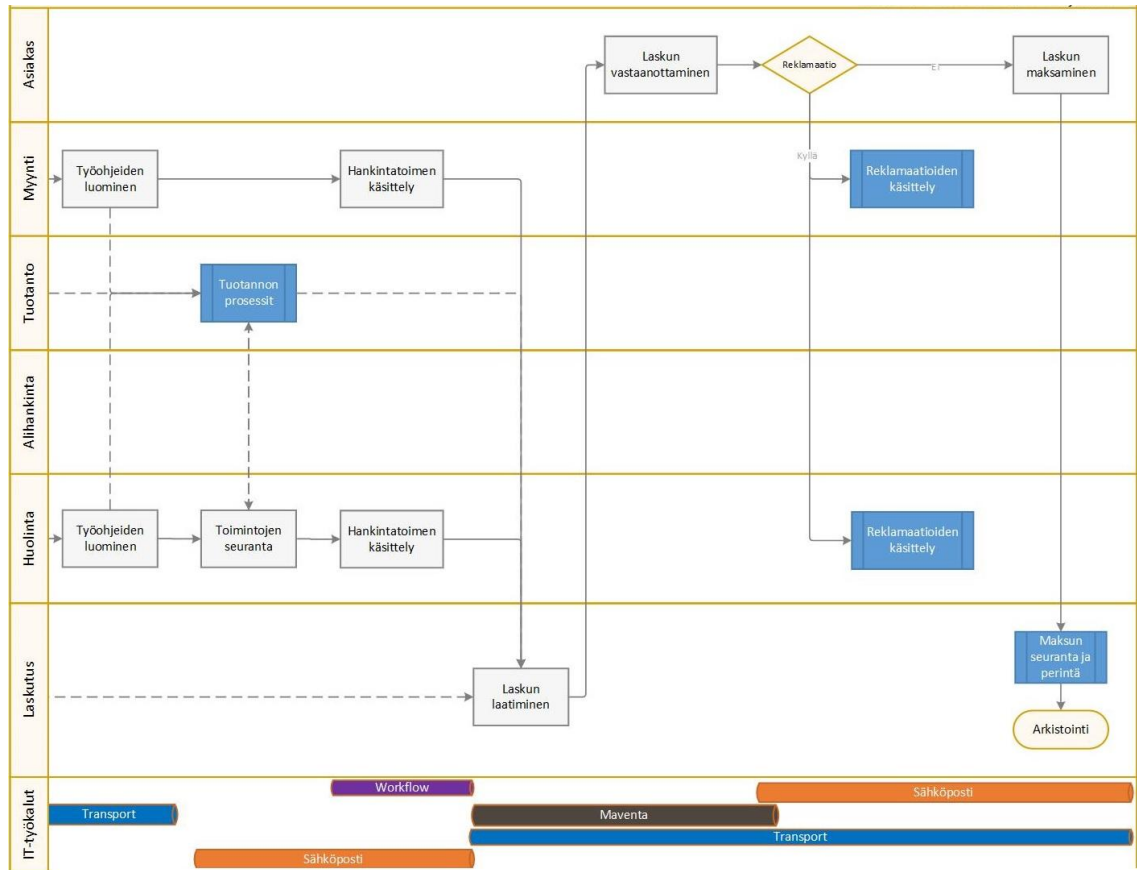 Asiakas
Laskun
vastaanottaminen
Reklamaatio
EI
Laskun
maksaminen
Myynti
Työohjeiden
luominen
Hankintatoimen
käsittely
Kyllä
Reklamaatioiden
käsittely
Tuotanto
Tuotannon
prosessit
Alihankinta
Huolinta
Työohjeiden
luominen
Toimintojen
seuranta
Hankintatoimen
käsittely
Reklamaatioiden
käsittely
Laskutus
Laskun
laatiminen
Maksun
seuranta ja
perintä
Arkistointi
IT-työkalut
Workflow
Sähköposti
Transport
Maventa
Transport
Sähköposti